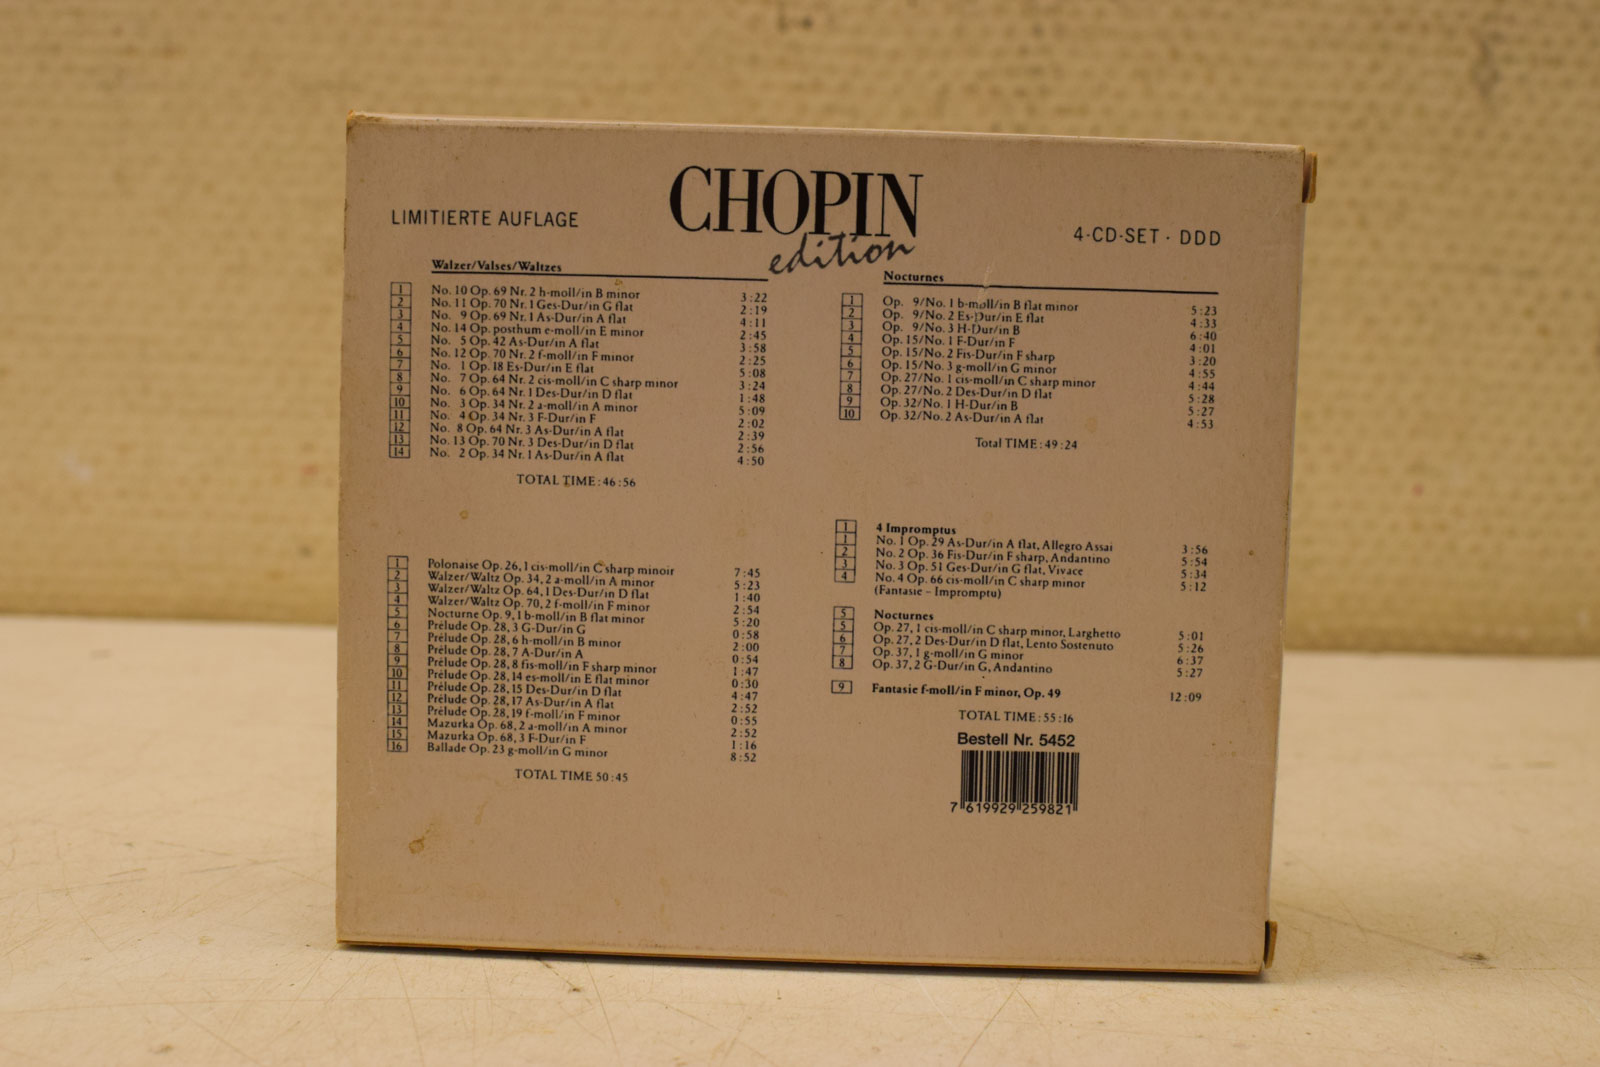 LIMITIERTE AUFLAGE
CHOPIN
edition
4-CD-SET · DDD
Walzer/Valses/Waltzes
1 No. 10 Op. 69 Nr. 2 h-moll/in B minor 3:22
2 No. 11 Op. 70 Nr. 1 Ges-Dur/in G flat 2:19
3 No. 9 Op. 69 Nr. 1 As-Dur/in A flat 4:11
4 No. 14 Op. posthum e-moll/in E minor 2:45
5 No. 5 Op. 42 As-Dur/in A flat 3:58
6 No. 12 Op. 70 Nr. 2 f-moll/in F minor 2:25
7 No. 1 Op. 18 Es-Dur/in E flat 5:08
8 No. 7 Op. 64 Nr. 2 cis-moll/in C sharp minor 3:24
9 No. 6 Op. 64 Nr. 1 Des-Dur/in D flat 1:48
10 No. 3 Op. 34 Nr. 2 a-moll/in A minor 5:09
11 No. 4 Op. 34 Nr. 3 F-Dur/in F 2:02
12 No. 8 Op. 64 Nr. 3 As-Dur/in A flat 2:39
13 No. 13 Op. 70 Nr. 3 Des-Dur/in D flat 2:56
14 No. 2 Op. 34 Nr. 1 As-Dur/in A flat 4:50
TOTAL TIME: 46:56
Nocturnes
1 Op. 9/No. 1 b-moll/in B flat minor 5:23
2 Op. 9/No. 2 Es-Dur/in E flat 4:33
3 Op. 9/No. 3 H-Dur/in B 6:40
4 Op. 15/No. 1 F-Dur/in F 4:01
5 Op. 15/No. 2 Fis-Dur/in F sharp 3:20
6 Op. 15/No. 3 g-moll/in G minor 4:55
7 Op. 27/No. 1 cis-moll/in C sharp minor 4:44
8 Op. 27/No. 2 Des-Dur/in D flat 5:28
9 Op. 32/No. 1 H-Dur/in B 5:27
10 Op. 32/No. 2 As-Dur/in A flat 4:53
Total TIME: 49:24
1 Polonaise Op. 26, 1 cis-moll/in C sharp minoir 7:45
2 Walzer/Waltz Op. 34, 2 a-moll/in A minor 5:23
3 Walzer/Waltz Op. 64, 1 Des-Dur/in D flat 1:40
4 Walzer/Waltz Op. 70, 2 f-moll/in F minor 2:54
5 Nocturne Op. 9, 1 b-moll/in B flat minor 5:20
6 Prélude Op. 28, 3 G-Dur/in G 0:58
7 Prélude Op. 28, 6 h-moll/in B minor 2:00
8 Prélude Op. 28, 7 A-Dur/in A 0:54
9 Prélude Op. 28, 8 fis-moll/in F sharp minor 1:47
10 Prélude Op. 28, 14 es-moll/in E flat minor 0:30
11 Prélude Op. 28, 15 Des-Dur/in D flat 4:47
12 Prélude Op. 28, 17 As-Dur/in A flat 2:52
13 Prélude Op. 28, 19 f-moll/in F minor 0:55
14 Mazurka Op. 68, 2 a-moll/in A minor 2:52
15 Mazurka Op. 68, 3 F-Dur/in F 1:16
16 Ballade Op. 23 g-moll/in G minor 8:52
TOTAL TIME 50:45
1 4 Impromptus
1 No. 1 Op. 29 As-Dur/in A flat, Allegro Assai 3:56
2 No. 2 Op. 36 Fis-Dur/in F sharp, Andantino 5:54
3 No. 3 Op. 51 Ges-Dur/in G flat, Vivace 5:34
4 No. 4 Op. 66 cis-moll/in C sharp minor 5:12
(Fantasie - Impromptu)
5 Nocturnes
5 Op. 27, 1 cis-moll/in C sharp minor, Larghetto 5:01
6 Op. 27, 2 Des-Dur/in D flat, Lento Sostenuto 5:26
7 Op. 37, 1 g-moll/in G minor 6:37
8 Op. 37, 2 G-Dur/in G, Andantino 5:27
9 Fantasie f-moll/in F minor, Op. 49 12:09
TOTAL TIME: 55:16
Bestell Nr. 5452
7 619929 259821